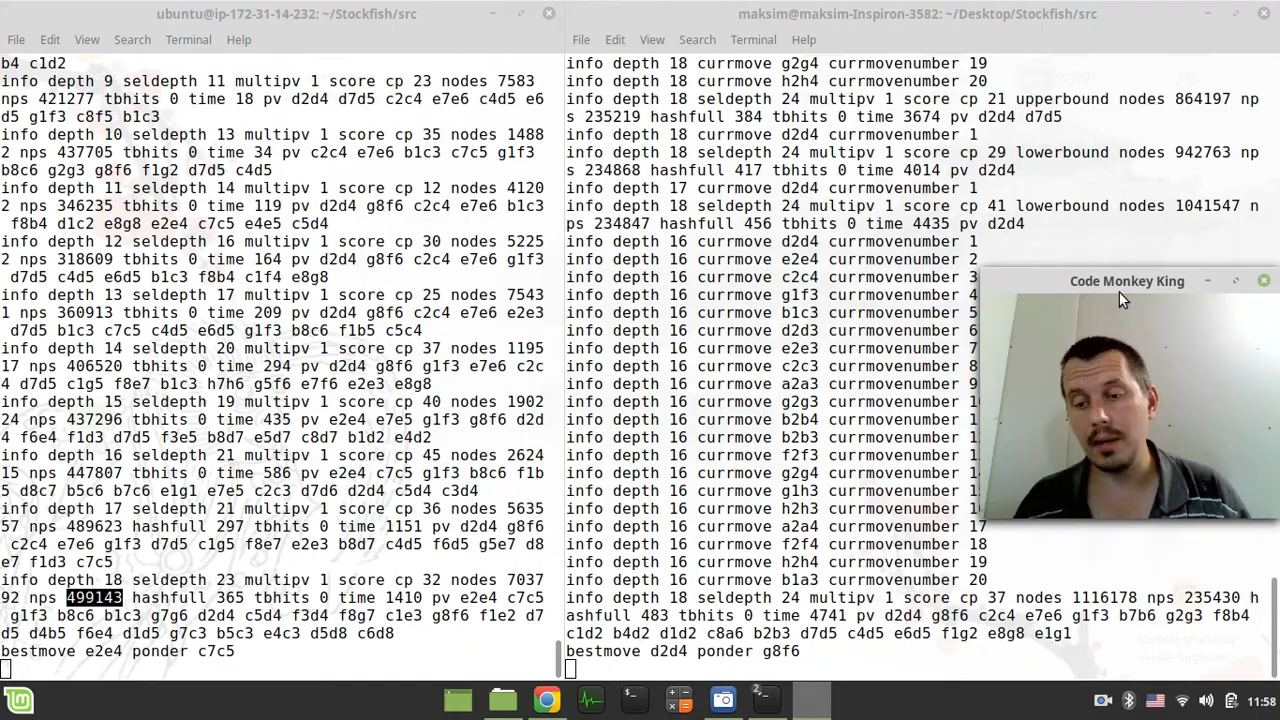 ubuntu@ip-172-31-14-232: ~/Stockfish/src
File Edit View Search Terminal Help
b4 c1d2
info depth 9 seldepth 11 multipv 1 score cp 23 nodes 7583
nps 421277 tbhits 0 time 18 pv d2d4 d7d5 c2c4 e7e6 c4d5 e6
d5 g1f3 c8f5 b1c3
info depth 10 seldepth 13 multipv 1 score cp 35 nodes 1488
2 nps 437705 tbhits 0 time 34 pv c2c4 e7e6 b1c3 c7c5 g1f3
b8c6 g2g3 g8f6 f1g2 d7d5 c4d5
info depth 11 seldepth 14 multipv 1 score cp 12 nodes 4120
2 nps 346235 tbhits 0 time 119 pv d2d4 g8f6 c2c4 e7e6 b1c3
f8b4 d1c2 e8g8 e2e4 c7c5 e4e5 c5d4
info depth 12 seldepth 16 multipv 1 score cp 30 nodes 5225
2 nps 318609 tbhits 0 time 164 pv d2d4 g8f6 c2c4 e7e6 g1f3
d7d5 c4d5 e6d5 b1c3 f8b4 c1f4 e8g8
info depth 13 seldepth 17 multipv 1 score cp 25 nodes 7543
1 nps 360913 tbhits 0 time 209 pv d2d4 g8f6 c2c4 e7e6 e2e3
d7d5 b1c3 c7c5 c4d5 e6d5 g1f3 b8c6 f1b5 c5c4
info depth 14 seldepth 20 multipv 1 score cp 37 nodes 1195
17 nps 406520 tbhits 0 time 294 pv d2d4 g8f6 g1f3 e7e6 c2c
4 d7d5 c1g5 f8e7 b1c3 h7h6 g5f6 e7f6 e2e3 e8g8
info depth 15 seldepth 19 multipv 1 score cp 40 nodes 1902
24 nps 437296 tbhits 0 time 435 pv e2e4 e7e5 g1f3 g8f6 d2d
4 f6e4 f1d3 d7d5 f3e5 b8d7 e5d7 c8d7 b1d2 e4d2
info depth 16 seldepth 21 multipv 1 score cp 45 nodes 2624
15 nps 447807 tbhits 0 time 586 pv e2e4 c7c5 g1f3 b8c6 f1b
5 d8c7 b5c6 b7c6 e1g1 e7e5 c2c3 d7d6 d2d4 c5d4 c3d4
info depth 17 seldepth 21 multipv 1 score cp 36 nodes 5635
57 nps 489623 hashfull 297 tbhits 0 time 1151 pv d2d4 g8f6
c2c4 e7e6 g1f3 d7d5 c1g5 f8e7 e2e3 b8d7 c4d5 f6d5 g5e7 d8
e7 f1d3 c7c5
info depth 18 seldepth 23 multipv 1 score cp 32 nodes 7037
92 nps 499143 hashfull 365 tbhits 0 time 1410 pv e2e4 c7c5
g1f3 b8c6 b1c3 g7g6 d2d4 c5d4 f3d4 f8g7 c1e3 g8f6 f1e2 d7
d5 d4b5 f6e4 d1d5 g7c3 b5c3 e4c3 d5d8 c6d8
bestmove e2e4 ponder c7c5
maksim@maksim-Inspiron-3582: ~/Desktop/Stockfish/src
File Edit View Search Terminal Help
info depth 18 currmove g2g4 currmovenumber 19
info depth 18 currmove h2h4 currmovenumber 20
info depth 18 seldepth 24 multipv 1 score cp 21 upperbound nodes 864197 np
s 235219 hashfull 384 tbhits 0 time 3674 pv d2d4 d7d5
info depth 18 currmove d2d4 currmovenumber 1
info depth 18 seldepth 24 multipv 1 score cp 29 lowerbound nodes 942763 np
s 234868 hashfull 417 tbhits 0 time 4014 pv d2d4
info depth 17 currmove d2d4 currmovenumber 1
info depth 18 seldepth 24 multipv 1 score cp 41 lowerbound nodes 1041547 n
ps 234847 hashfull 456 tbhits 0 time 4435 pv d2d4
info depth 16 currmove d2d4 currmovenumber 1
info depth 16 currmove e2e4 currmovenumber 2
info depth 16 currmove c2c4 currmovenumber 3
info depth 16 currmove g1f3 currmovenumber 4
info depth 16 currmove b1c3 currmovenumber 5
info depth 16 currmove d2d3 currmovenumber 6
info depth 16 currmove e2e3 currmovenumber 7
info depth 16 currmove c2c3 currmovenumber 8
info depth 16 currmove a2a3 currmovenumber 9
info depth 16 currmove g2g3 currmovenumber
info depth 16 currmove b2b4 currmovenumber
info depth 16 currmove b2b3 currmovenumber
info depth 16 currmove f2f3 currmovenumber
info depth 16 currmove g2g4 currmovenumber
info depth 16 currmove g1h3 currmovenumber
info depth 16 currmove h2h3 currmovenumber
info depth 16 currmove a2a4 currmovenumber 17
info depth 16 currmove f2f4 currmovenumber 18
info depth 16 currmove h2h4 currmovenumber 19
info depth 16 currmove b1a3 currmovenumber 20
info depth 18 seldepth 24 multipv 1 score cp 37 nodes 1116178 nps 235430 h
ashfull 483 tbhits 0 time 4741 pv d2d4 g8f6 c2c4 e7e6 g1f3 b7b6 g2g3 f8b4
c1d2 b4d2 d1d2 c8a6 b2b3 d7d5 c4d5 e6d5 f1g2 e8g8 e1g1
bestmove d2d4 ponder g8f6
Code Monkey King
11:58